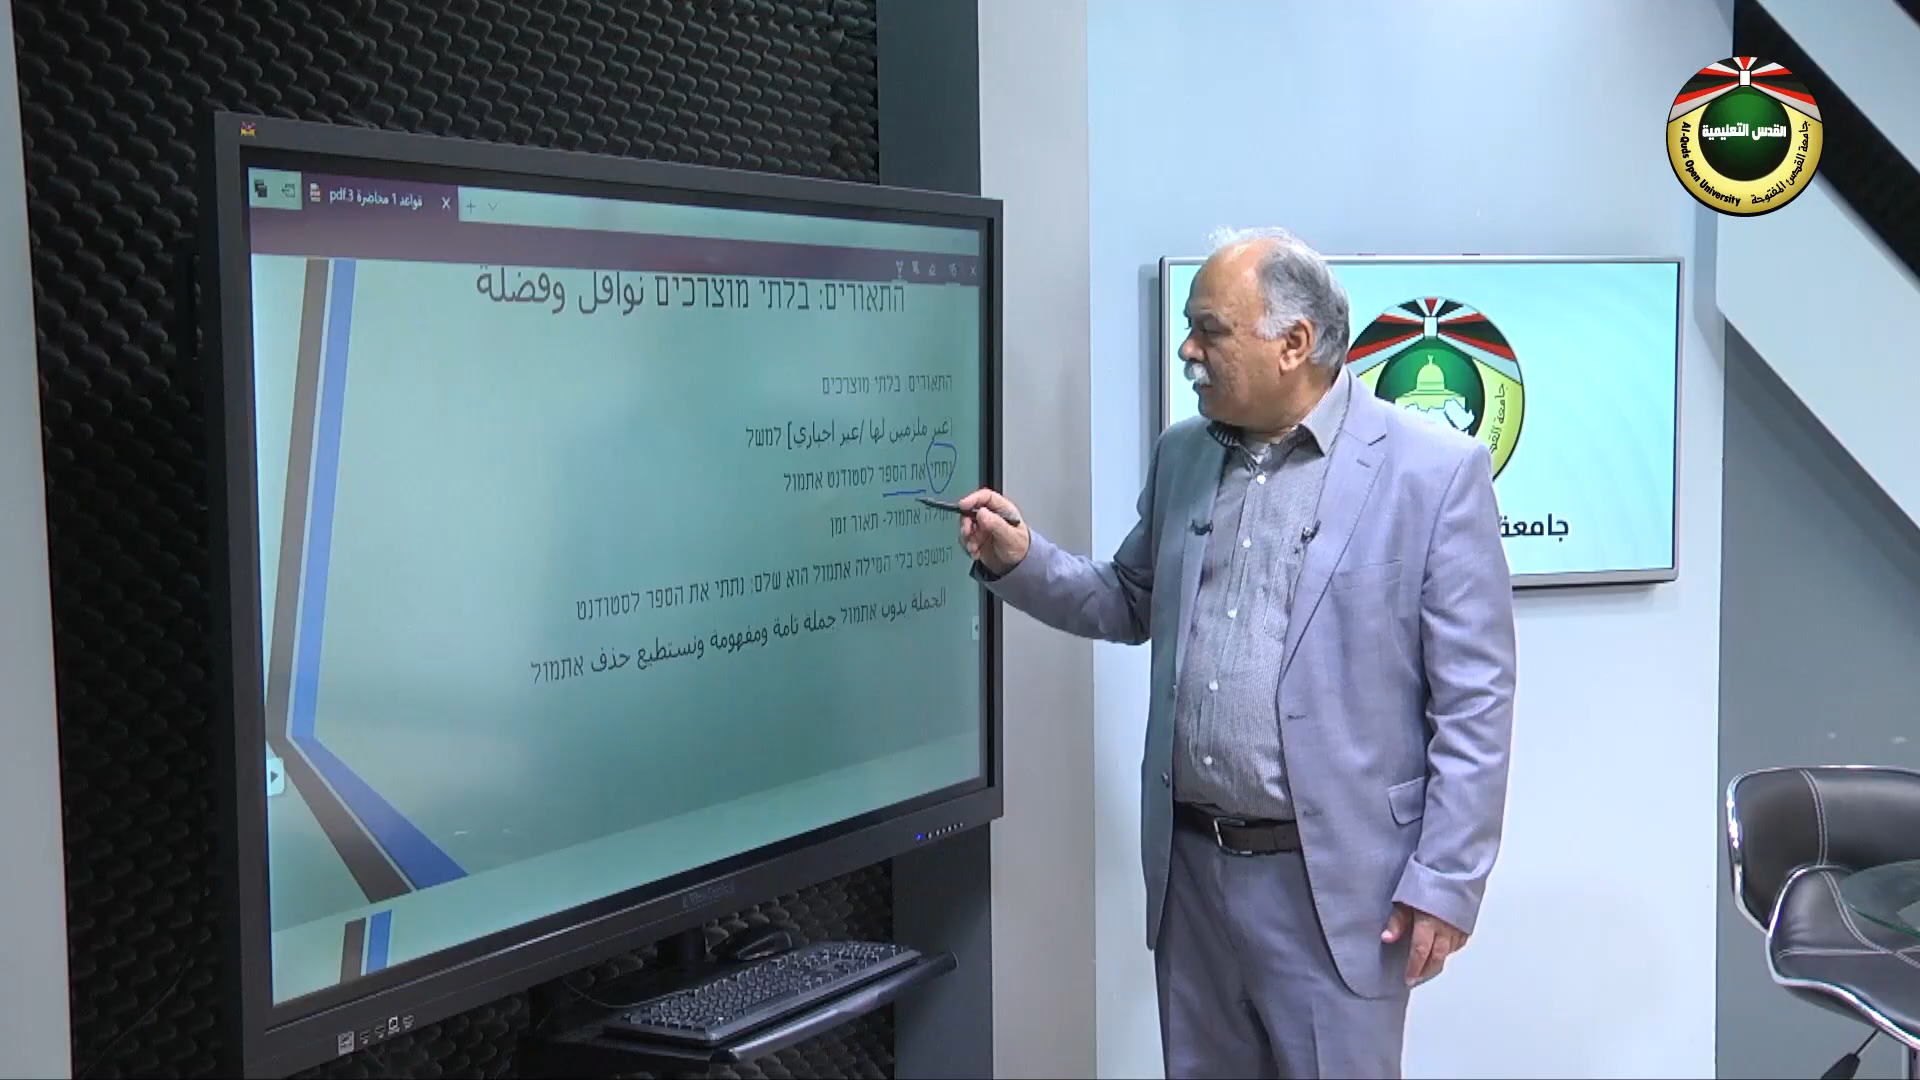 قواعد 1 محاضرة 3.pdf
התאורים: בלתי מוצרכים نوافل وفضلة
התאורים בלתי מוצרכים
[غير ملزمين لها /غير اجباري] למשל
נתתי את הספר לסטודנט אתמול
המלה אתמול- תאור זמן
המשפט בלי המילה אתמול הוא שלם: נתתי את הספר לסטודנט
الجملة بدون אתמול جملة تامة ومفهومة ونستطيع حذف אתמול
القدس التعليمية
جامعة القدس المفتوحة
Al-Quds Open University
جامعة